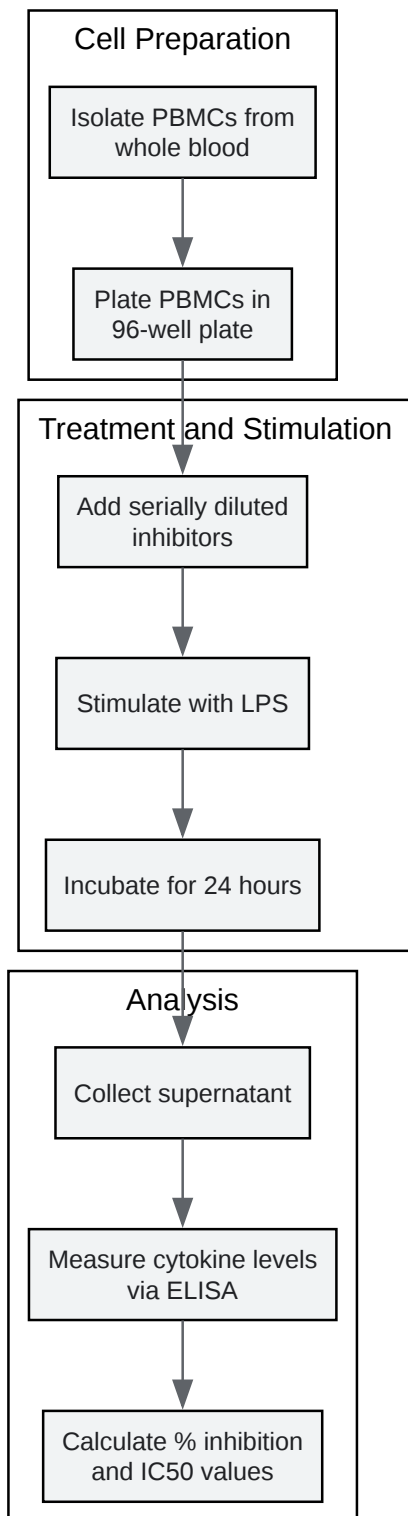 Cell Preparation
Isolate PBMCs from
whole blood
Plate PBMCs in
96-well plate
Treatment and Stimulation
Add serially diluted
inhibitors
Stimulate with LPS
Incubate for 24 hours
Analysis
Collect supernatant
Measure cytokine levels
via ELISA
Calculate % inhibition
and IC50 values